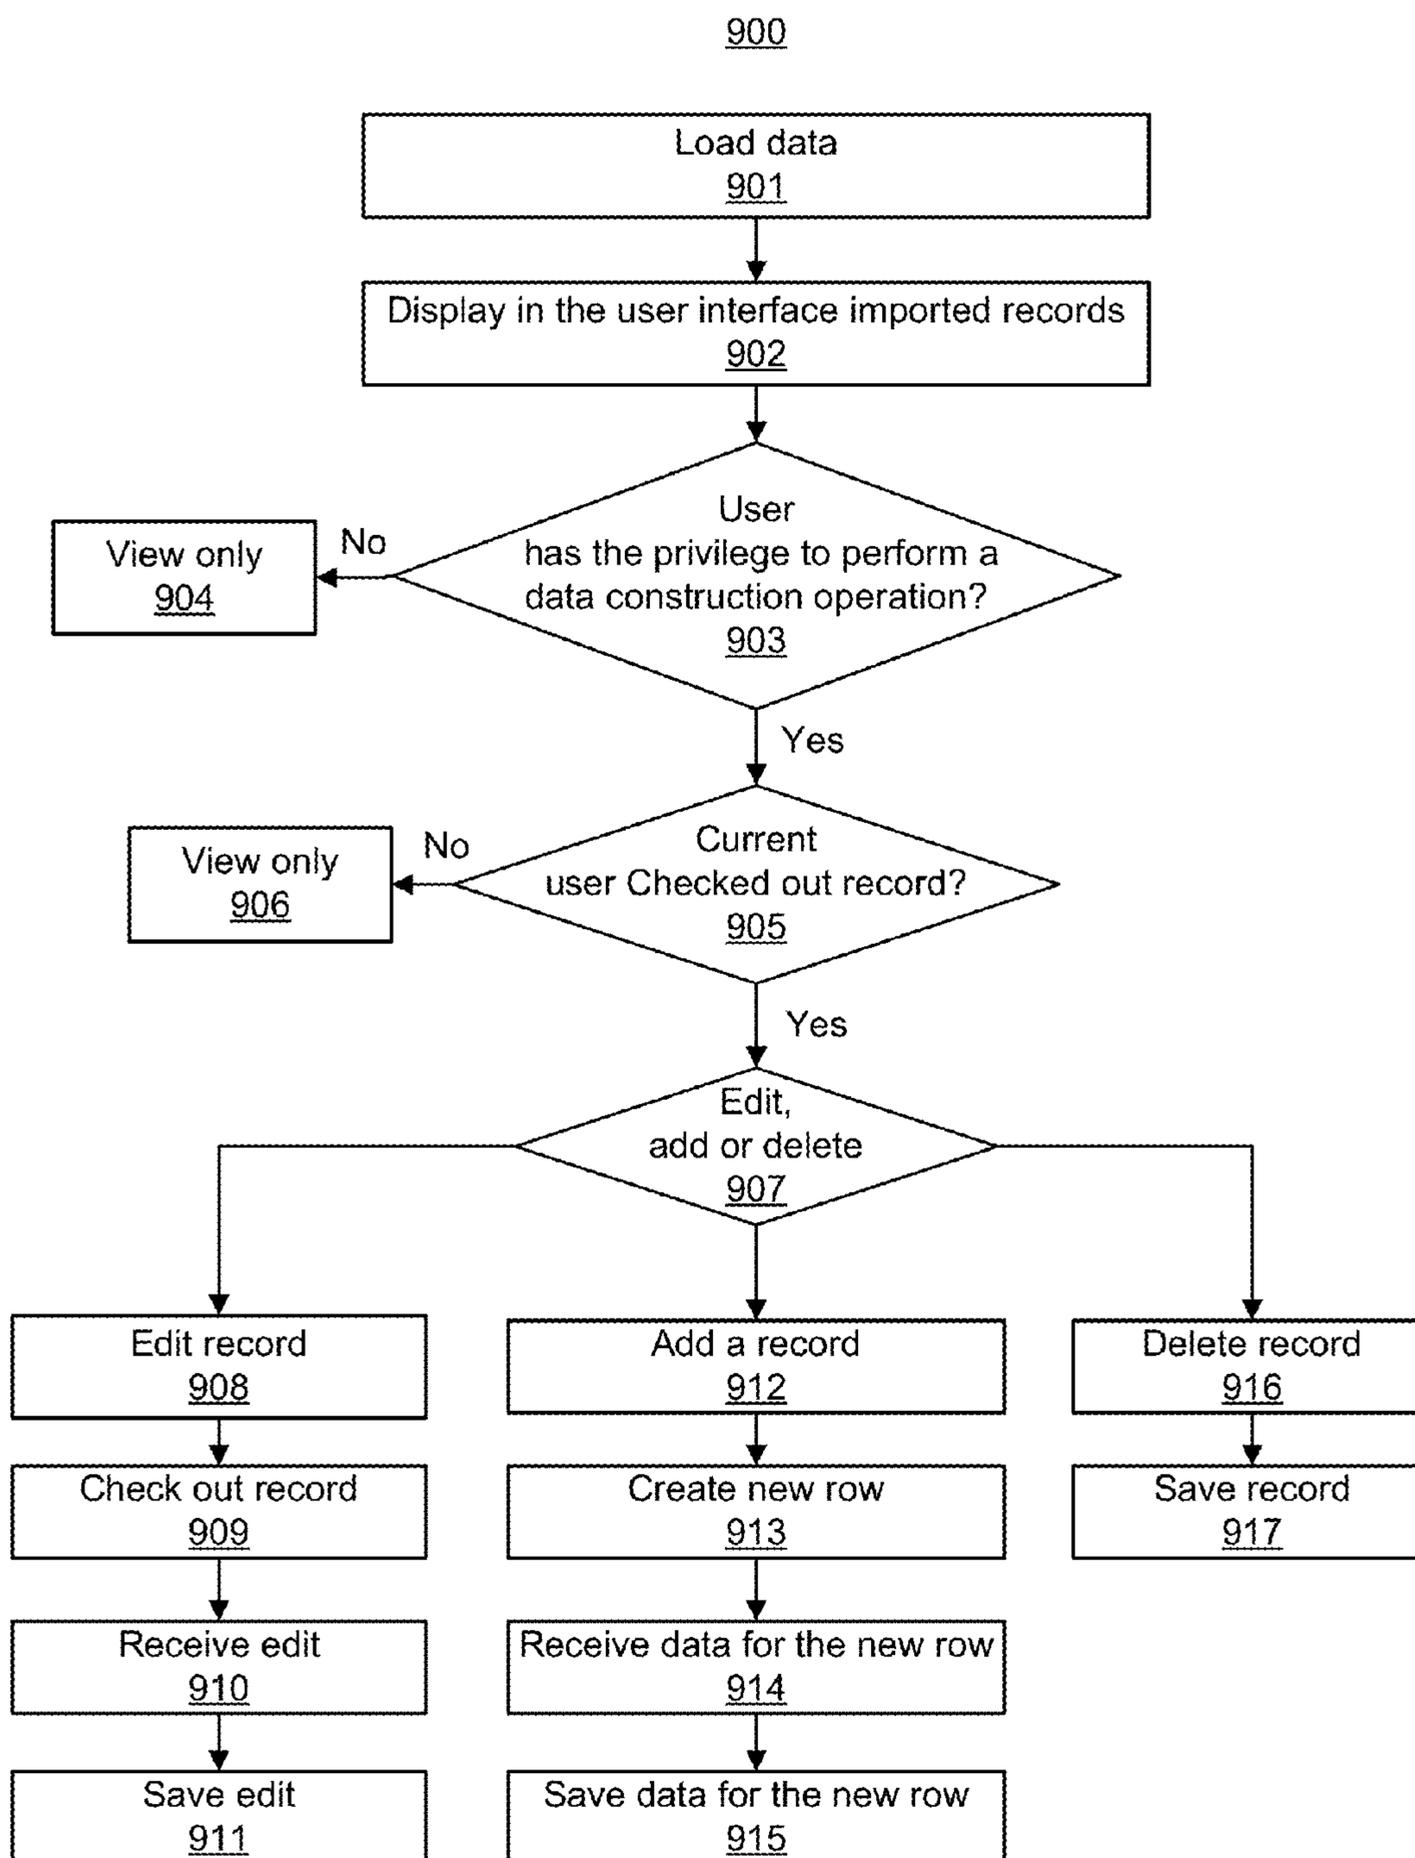 900
Load data
901
Display in the user interface imported records
902
User
has the privilege to perform a
data construction operation?
903
No
View only
904
Yes
Current
user Checked out record?
905
No
View only
906
Yes
Edit,
add or delete
907
Edit record
908
Check out record
909
Receive edit
910
Save edit
911
Add a record
912
Create new row
913
Receive data for the new row
914
Save data for the new row
915
Delete record
916
Save record
917